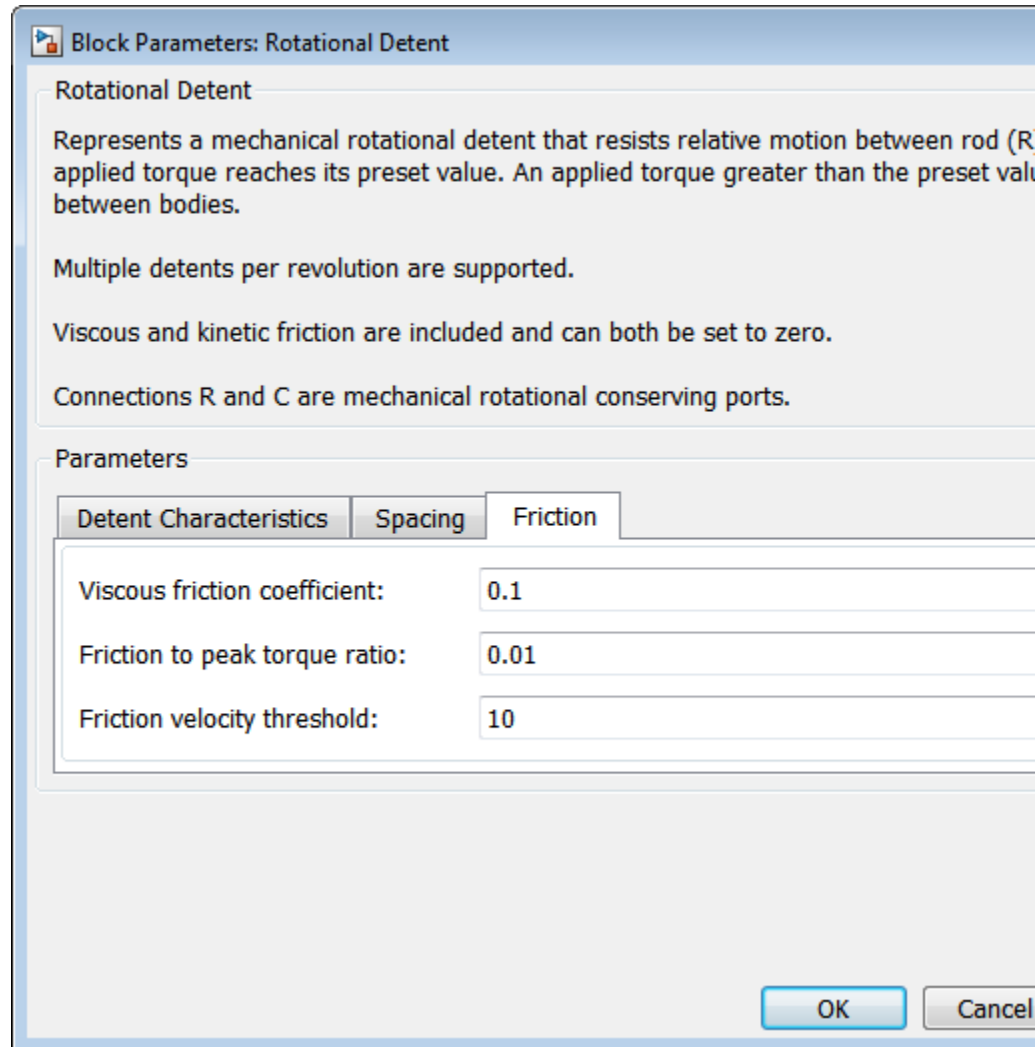 Block Parameters: Rotational Detent
Rotational Detent
Represents a mechanical rotational detent that resists relative motion between rod (R)
applied torque reaches its preset value. An applied torque greater than the preset
between bodies.
Multiple detents per revolution are supported.
Viscous and kinetic friction are included and can both be set to zero.
Connections R and C are mechanical rotational conserving ports.
Parameters
Detent Characteristics Spacing Friction
Viscous friction coefficient: 0.1
Friction to peak torque ratio: 0.01
Friction velocity threshold: 10
OK Cancel